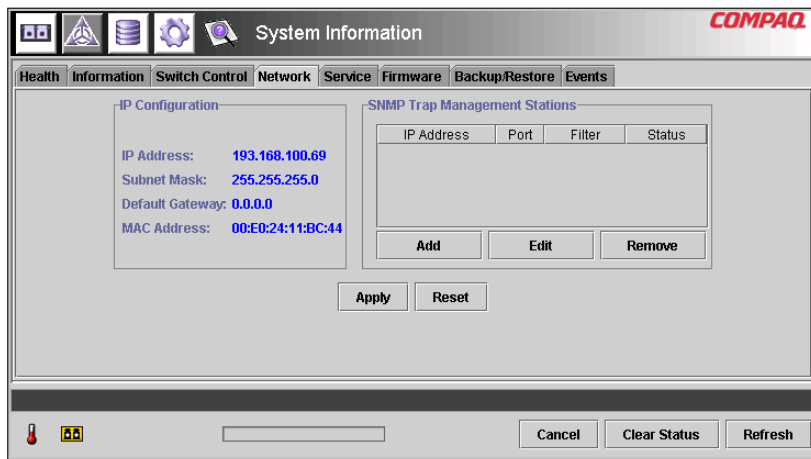 System Information
COMPAQ
Health Information Switch Control Network Service Firmware Backup/Restore Events
IP Configuration
IP Address: 193.168.100.69
Subnet Mask: 255.255.255.0
Default Gateway: 0.0.0.0
MAC Address: 00:E0:24:11:BC:44
SNMP Trap Management Stations
IP Address Port Filter Status
Add Edit Remove
Apply Reset
Cancel Clear Status Refresh